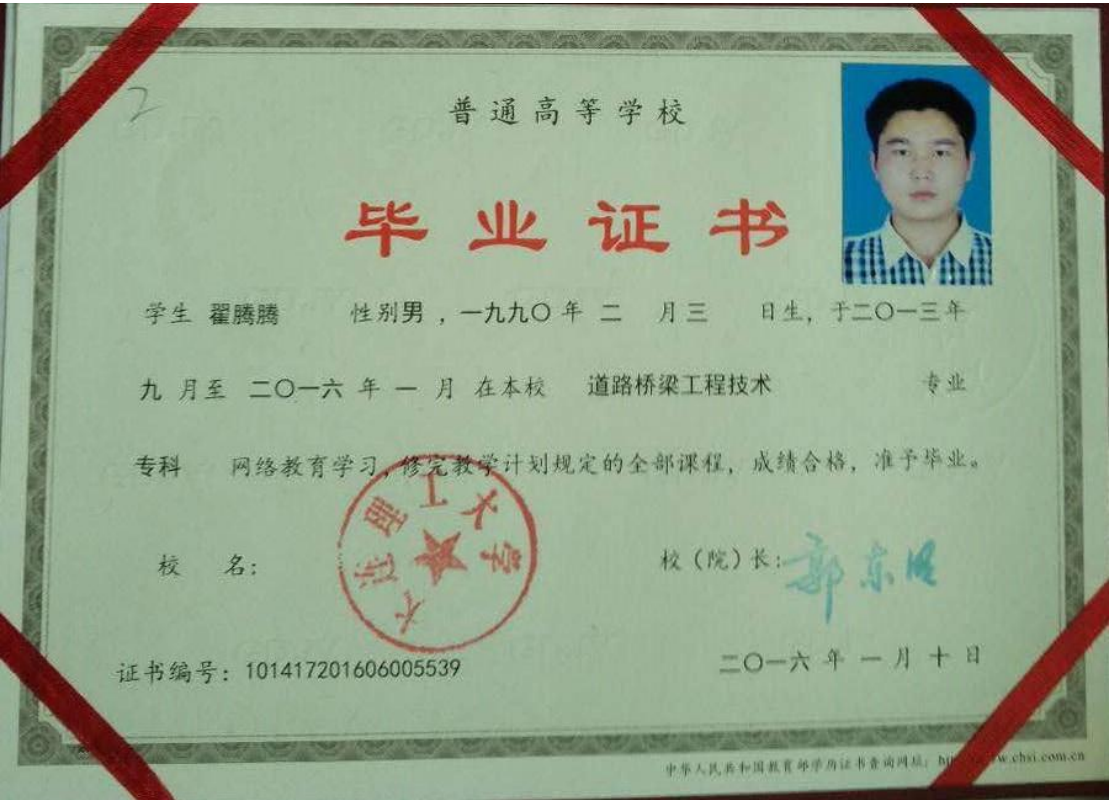 2
普通高等学校
毕业证书
学生 翟腾腾 性别男，一九九〇年 二 月三 日生，于二〇一三年
九 月至 二〇一六 年 一 月 在本校 道路桥梁工程技术 专业
专科 网络教育学习，修完教学计划规定的全部课程，成绩合格，准予毕业。
校 名： 校（院）长：郭东明
大连理工大学
证书编号：101417201606005539 二〇一六 年 一 月 十 日
中华人民共和国教育部学历证书查询网址：ht w.chsi.com.cn